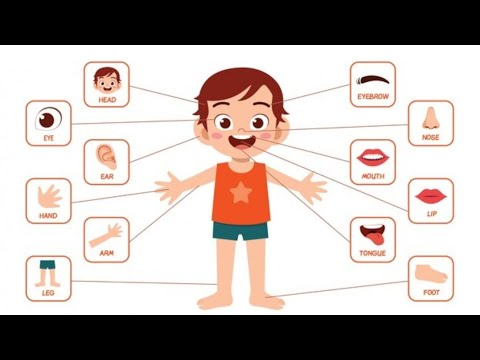 HEAD
EYEBROW
EYE
NOSE
EAR
MOUTH
HAND
LIP
ARM
TONGUE
LEG
FOOT